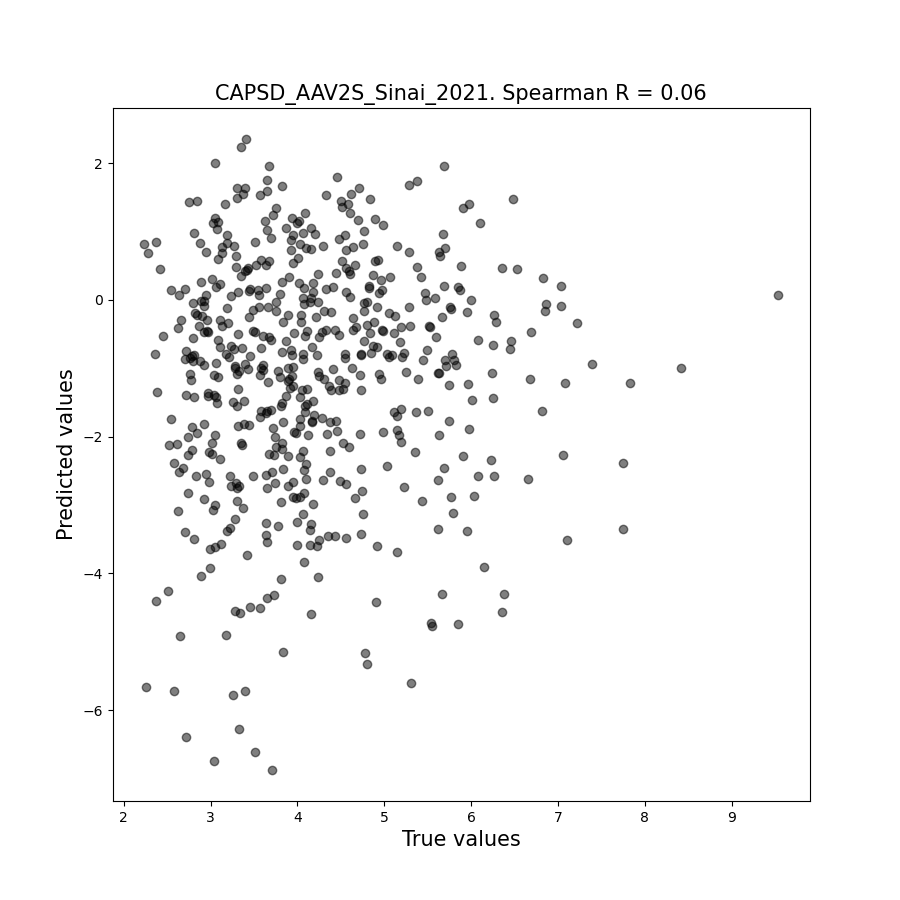 CAPSD_AAV2S_Sinai_2021. Spearman R = 0.06
2
0
−2
−4
−6
Predicted values
2 3 4 5 6 7 8 9
True values